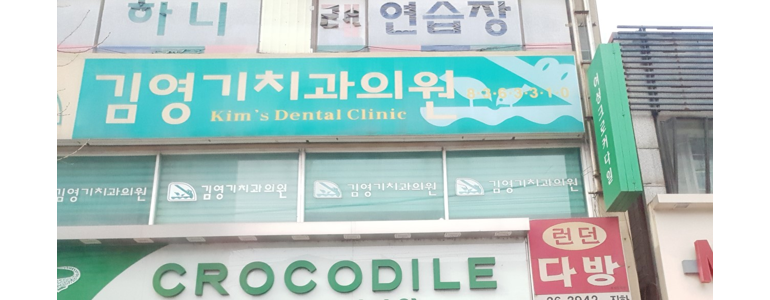 하니 래 연습장
김영기치과의원
Kim's Dental Clinic
김영기치과의원 김영기치과의원 김영기치과의원 김영기치과의원
CROCODILE
런던
다방